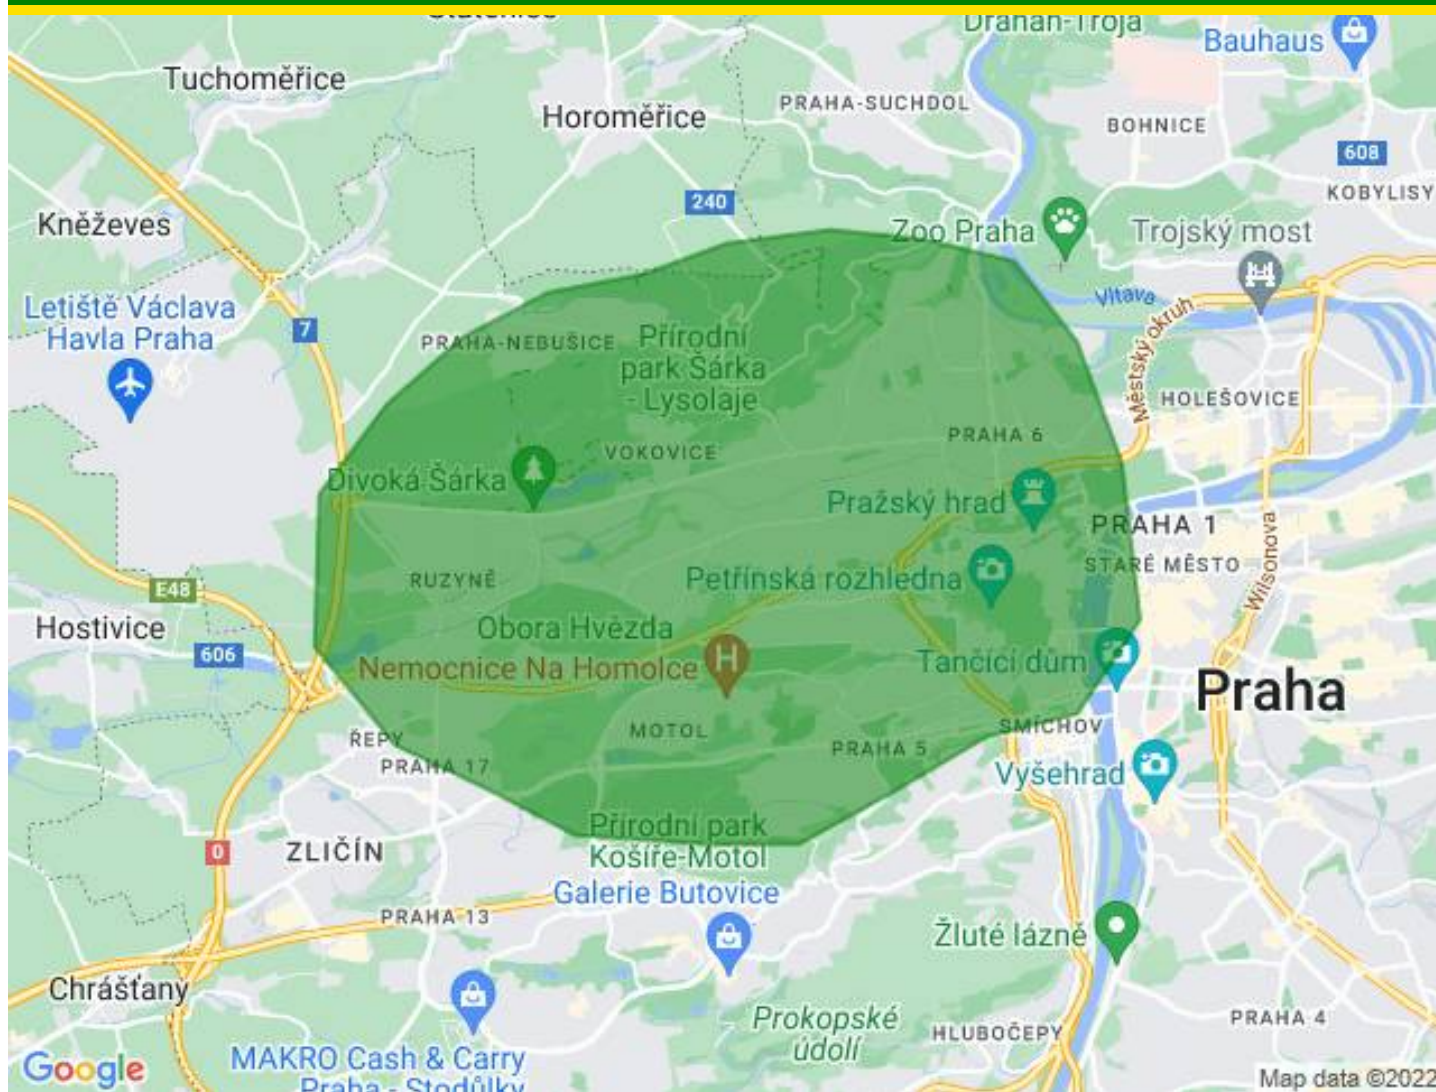 Drahaň-Troja
Bauhaus
Tuchoměřice
PRAHA-SUCHDOL
Horoměřice
BOHNICE
608
KOBYLISY
240
Kněževes
Zoo Praha
Trojský most
Vltava
Letiště Václava
Havla Praha
7
Městský okruh
PRAHA-NEBUŠICE
Přírodní
park Šárka
- Lysolaje
HOLEŠOVICE
PRAHA 6
VOKOVICE
Divoká Šárka
Pražský hrad
PRAHA 1
STARÉ MĚSTO
Wilsonova
RUZYNĚ
Petřínská rozhledna
E48
Hostivice
606
Obora Hvězda
Nemocnice Na Homolce
Tančící dům
Praha
ŘEPY
MOTOL
SMÍCHOV
PRAHA 5
PRAHA 17
Vyšehrad
Přírodní park
Košíře-Motol
0
ZLIČÍN
Galerie Butovice
PRAHA 13
Žluté lázně
Chrášťany
Prokopské
údolí
HLUBOČEPY
PRAHA 4
MAKRO Cash & Carry
Praha - Stodůlky
Google
Map data ©2022